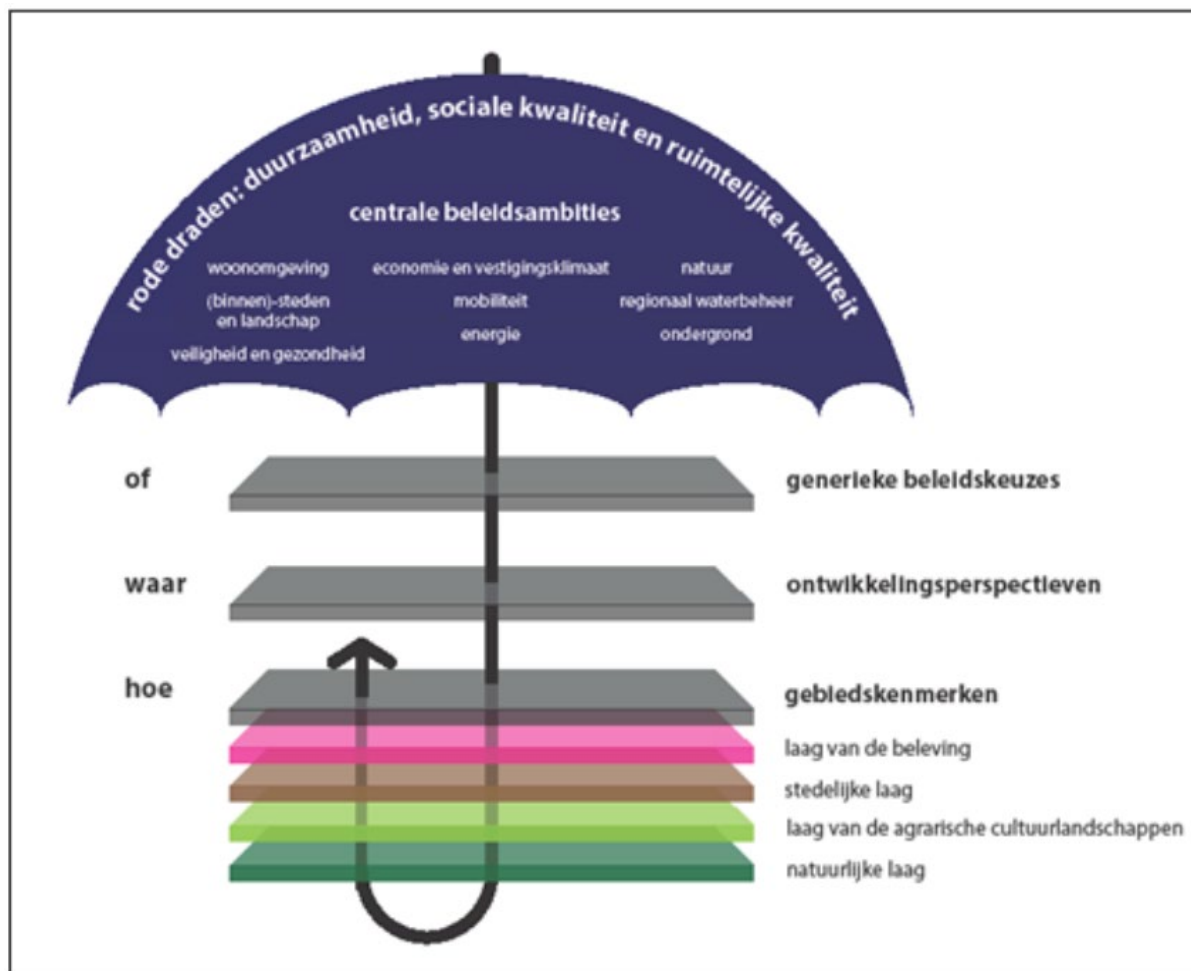 rode draden: duurzaamheid, sociale kwaliteit en ruimtelijke kwaliteit
centrale beleidsambities
woonomgeving
(binnen)-steden
en landschap
veiligheid en gezondheid
economie en vestigingsklimaat
mobiliteit
energie
natuur
regionaal waterbeheer
ondergrond
of
generieke beleidskeuzes
waar
ontwikkelingsperspectieven
hoe
gebiedskenmerken
laag van de beleving
stedelijke laag
laag van de agrarische cultuurlandschappen
natuurlijke laag